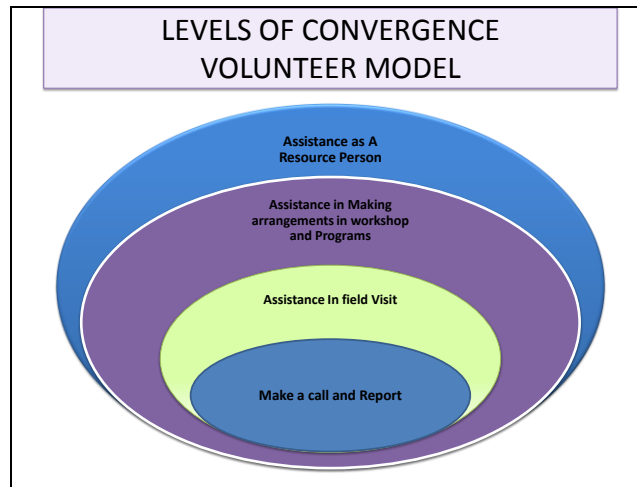 LEVELS OF CONVERGENCE
VOLUNTEER MODEL
Assistance as A
Resource Person
Assistance in Making
arrangements in workshop
and Programs
Assistance In field Visit
Make a call and Report